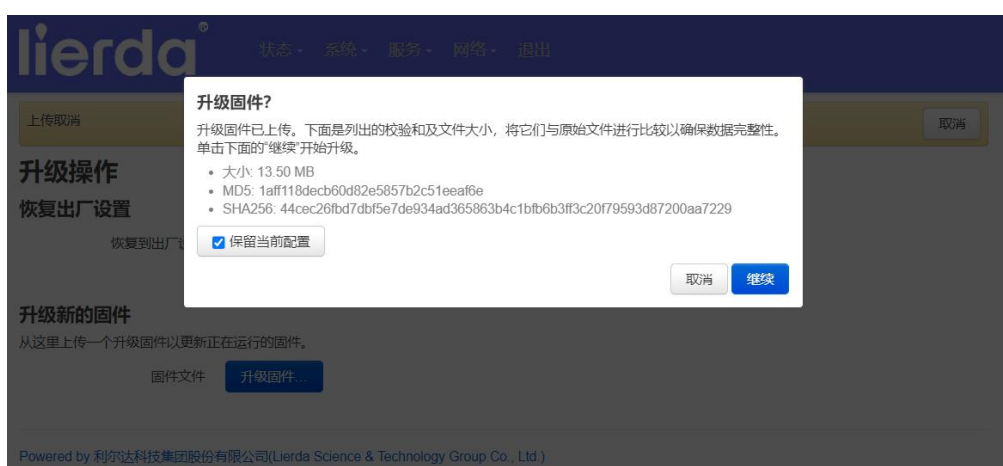 lierda®
状态 系统 服务 网络 退出
上传取消
取消
升级操作
恢复出厂设置
恢复到出厂
升级固件?
升级固件已上传。下面是列出的校验和及文件大小，将它们与原始文件进行比较以确保数据完整性。
单击下面的“继续”开始升级。
大小: 13.50 MB
MD5: 1aff118decb60d82e5857b2c51eeaf6e
SHA256: 44cec26fbd7dbf5e7de934ad365863b4c1bfb6b3ff3c20f79593d87200aa7229
保留当前配置
取消 继续
升级新的固件
从这里上传一个升级固件以更新正在运行的固件。
固件文件 升级固件...
Powered by 利尔达科技集团股份有限公司(Lierda Science & Technology Group Co., Ltd )